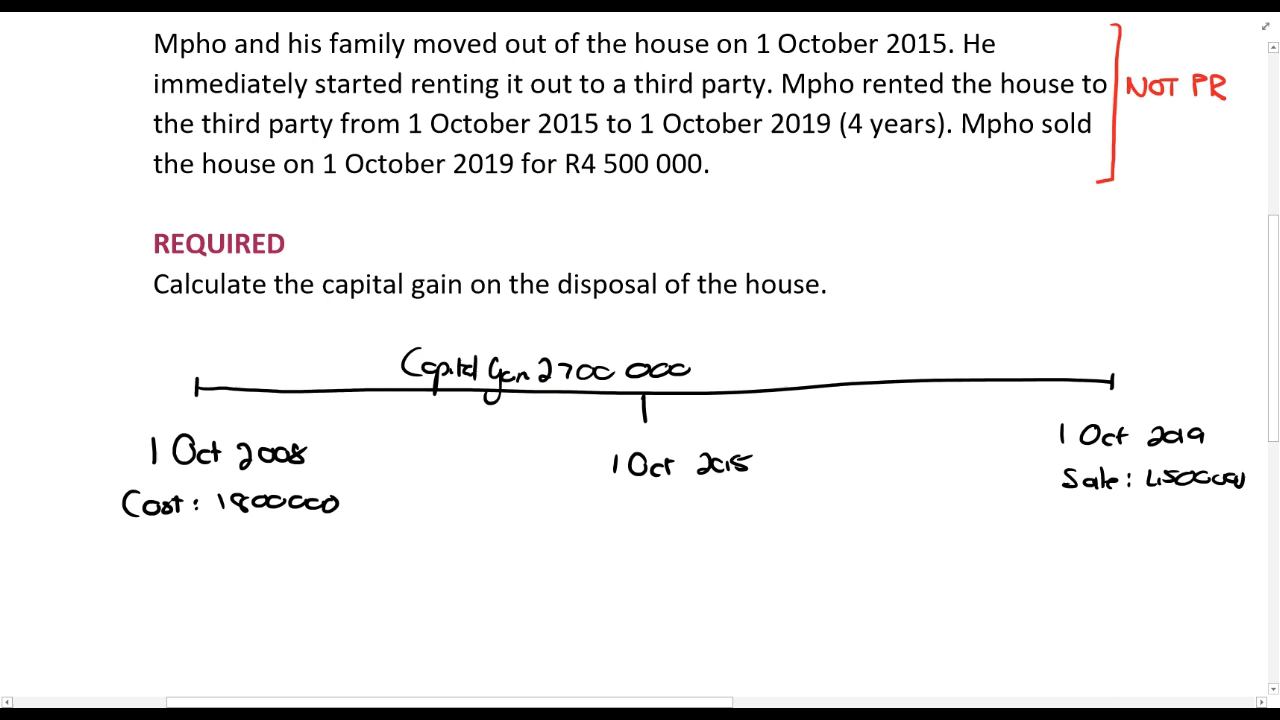 Mpho and his family moved out of the house on 1 October 2015. He
immediately started renting it out to a third party. Mpho rented the house to
the third party from 1 October 2015 to 1 October 2019 (4 years). Mpho sold
the house on 1 October 2019 for R4 500 000.
NOT PR
REQUIRED
Calculate the capital gain on the disposal of the house.
Capital Gain 2700 000
1 Oct 2008
1 Oct 2015
1 Oct 2019
Cost: 1800000
Sale: 4500000